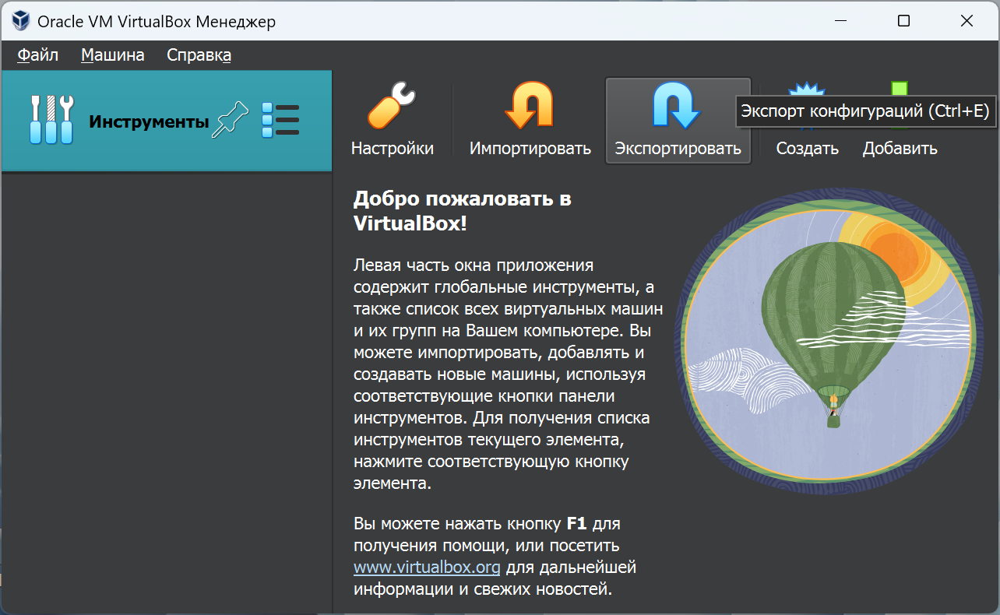 Oracle VM VirtualBox Менеджер
Файл Машина Справка
Инструменты
Настройки Импортировать Экспортировать Создать Добавить
Экспорт конфигураций (Ctrl+E)
Добро пожаловать в
VirtualBox!
Левая часть окна приложения
содержит глобальные инструменты, а
также список всех виртуальных машин
и их групп на Вашем компьютере. Вы
можете импортировать, добавлять и
создавать новые машины, используя
соответствующие кнопки панели
инструментов. Для получения списка
инструментов текущего элемента,
нажмите соответствующую кнопку
элемента.
Вы можете нажать кнопку F1 для
получения помощи, или посетить
www.virtualbox.org для дальнейшей
информации и свежих новостей.